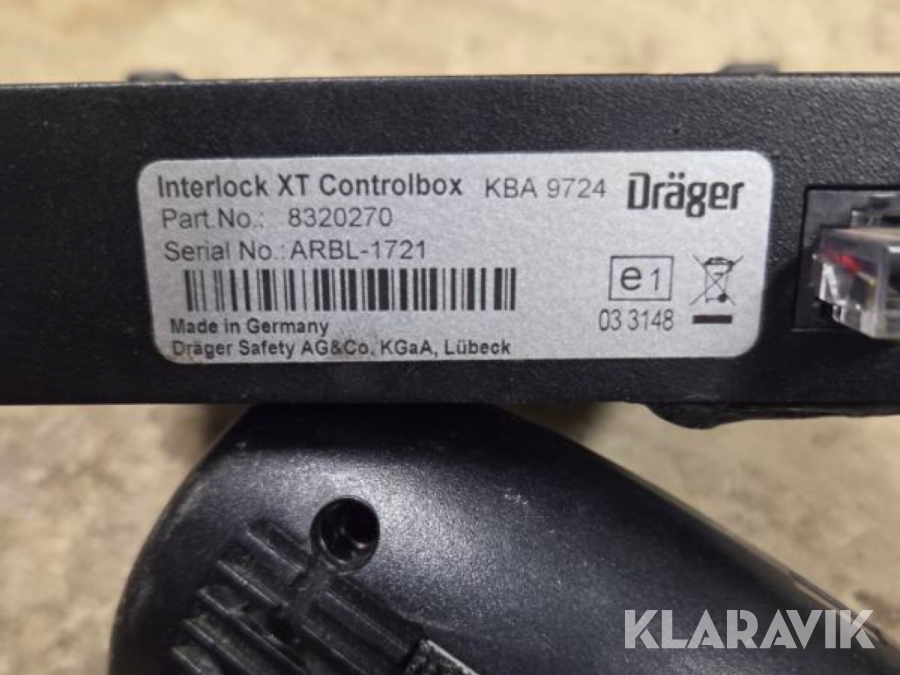 Interlock XT Controlbox KBA 9724 Dräger
Part.No.: 8320270
Serial No.: ARBL-1721
e1
03 3148
Made in Germany
Dräger Safety AG&Co. KGaA, Lübeck
KLARAVIK